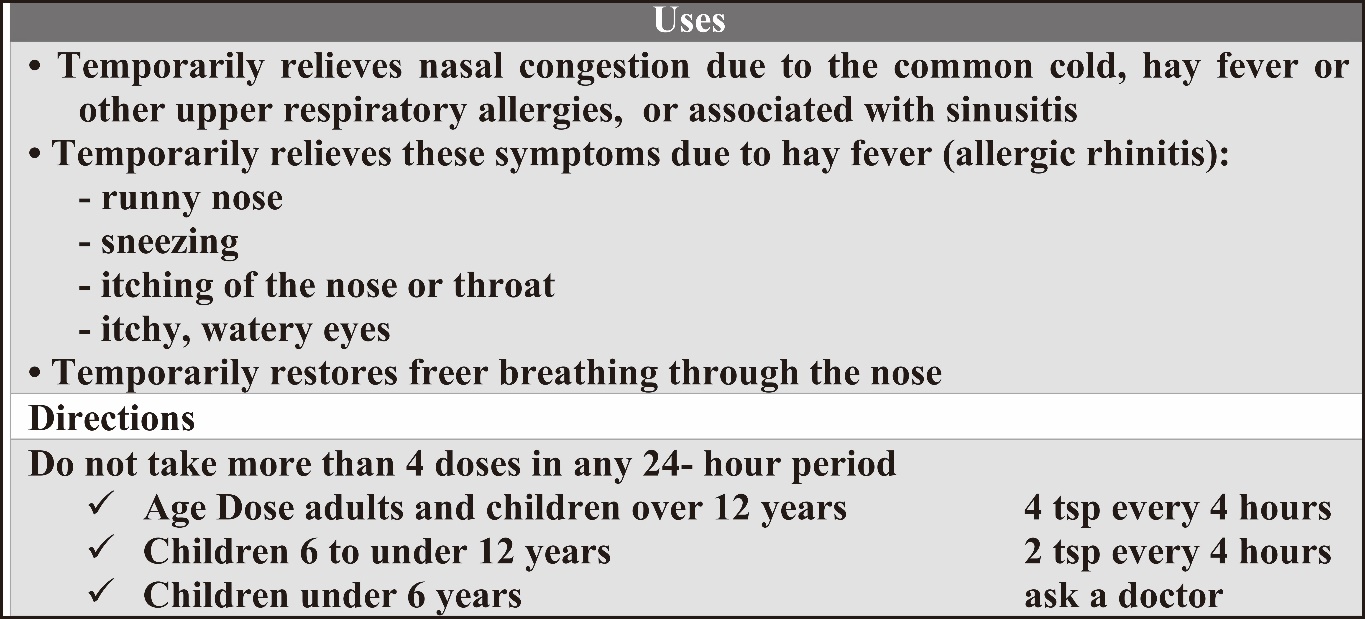 Uses
• Temporarily relieves nasal congestion due to the common cold, hay fever or
other upper respiratory allergies, or associated with sinusitis
• Temporarily relieves these symptoms due to hay fever (allergic rhinitis):
- runny nose
- sneezing
- itching of the nose or throat
- itchy, watery eyes
• Temporarily restores freer breathing through the nose
Directions
Do not take more than 4 doses in any 24- hour period
✓ Age Dose adults and children over 12 years 4 tsp every 4 hours
✓ Children 6 to under 12 years 2 tsp every 4 hours
✓ Children under 6 years ask a doctor